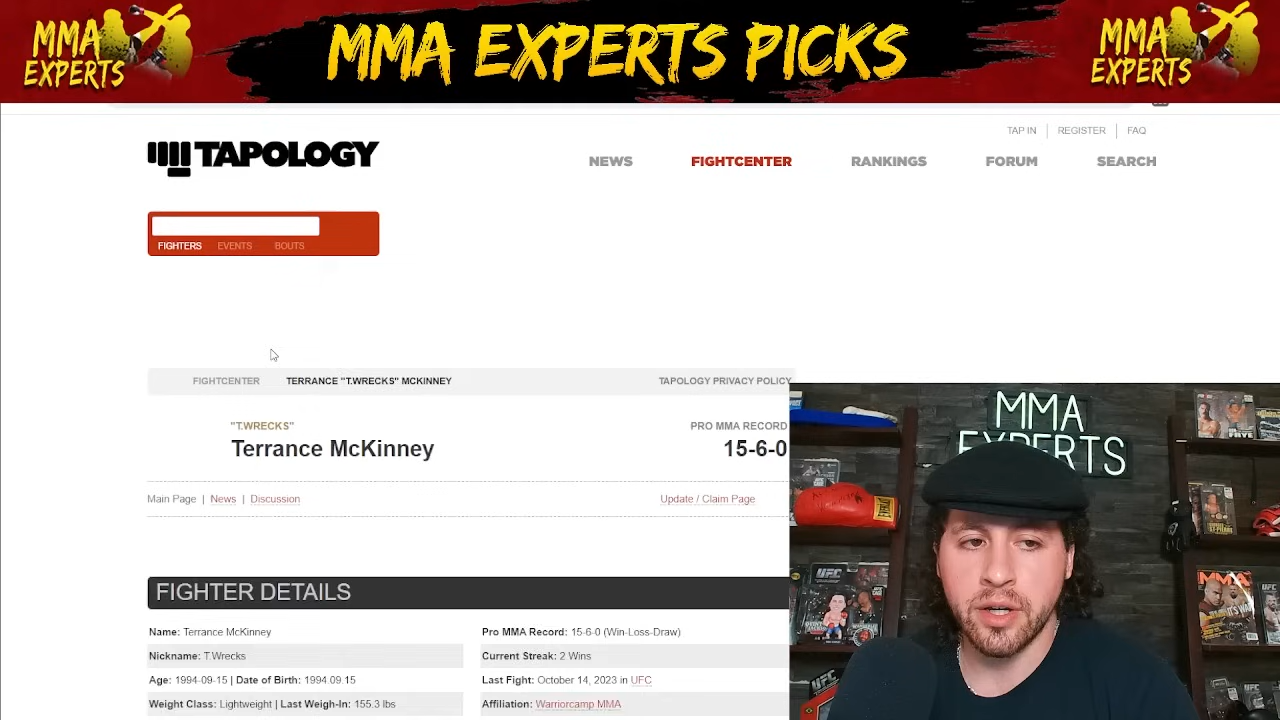 MMA
EXPERTS
MMA EXPERTS PICKS
MMA
EXPERTS
TAPOLOGY
TAP IN
REGISTER
FAQ
NEWS
FIGHTCENTER
RANKINGS
FORUM
SEARCH
FIGHTERS
EVENTS
BOUTS
FIGHTCENTER
TERRANCE "T.WRECKS" MCKINNEY
TAPOLOGY PRIVACY POLICY
"T.WRECKS"
PRO MMA RECORD
Terrance McKinney
15-6-0
Main Page | News | Discussion
Update / Claim Page
FIGHTER DETAILS
Name: Terrance McKinney
Pro MMA Record: 15-6-0 (Win-Loss-Draw)
Nickname: T.Wrecks
Current Streak: 2 Wins
Age: 1994-09-15 | Date of Birth: 1994.09.15
Last Fight: October 14, 2023 in UFC
Weight Class: Lightweight | Last Weigh-In: 155.3 lbs
Affiliation: Warriorcamp MMA
MMA
EXPERTS
UFC
MMA
UFC